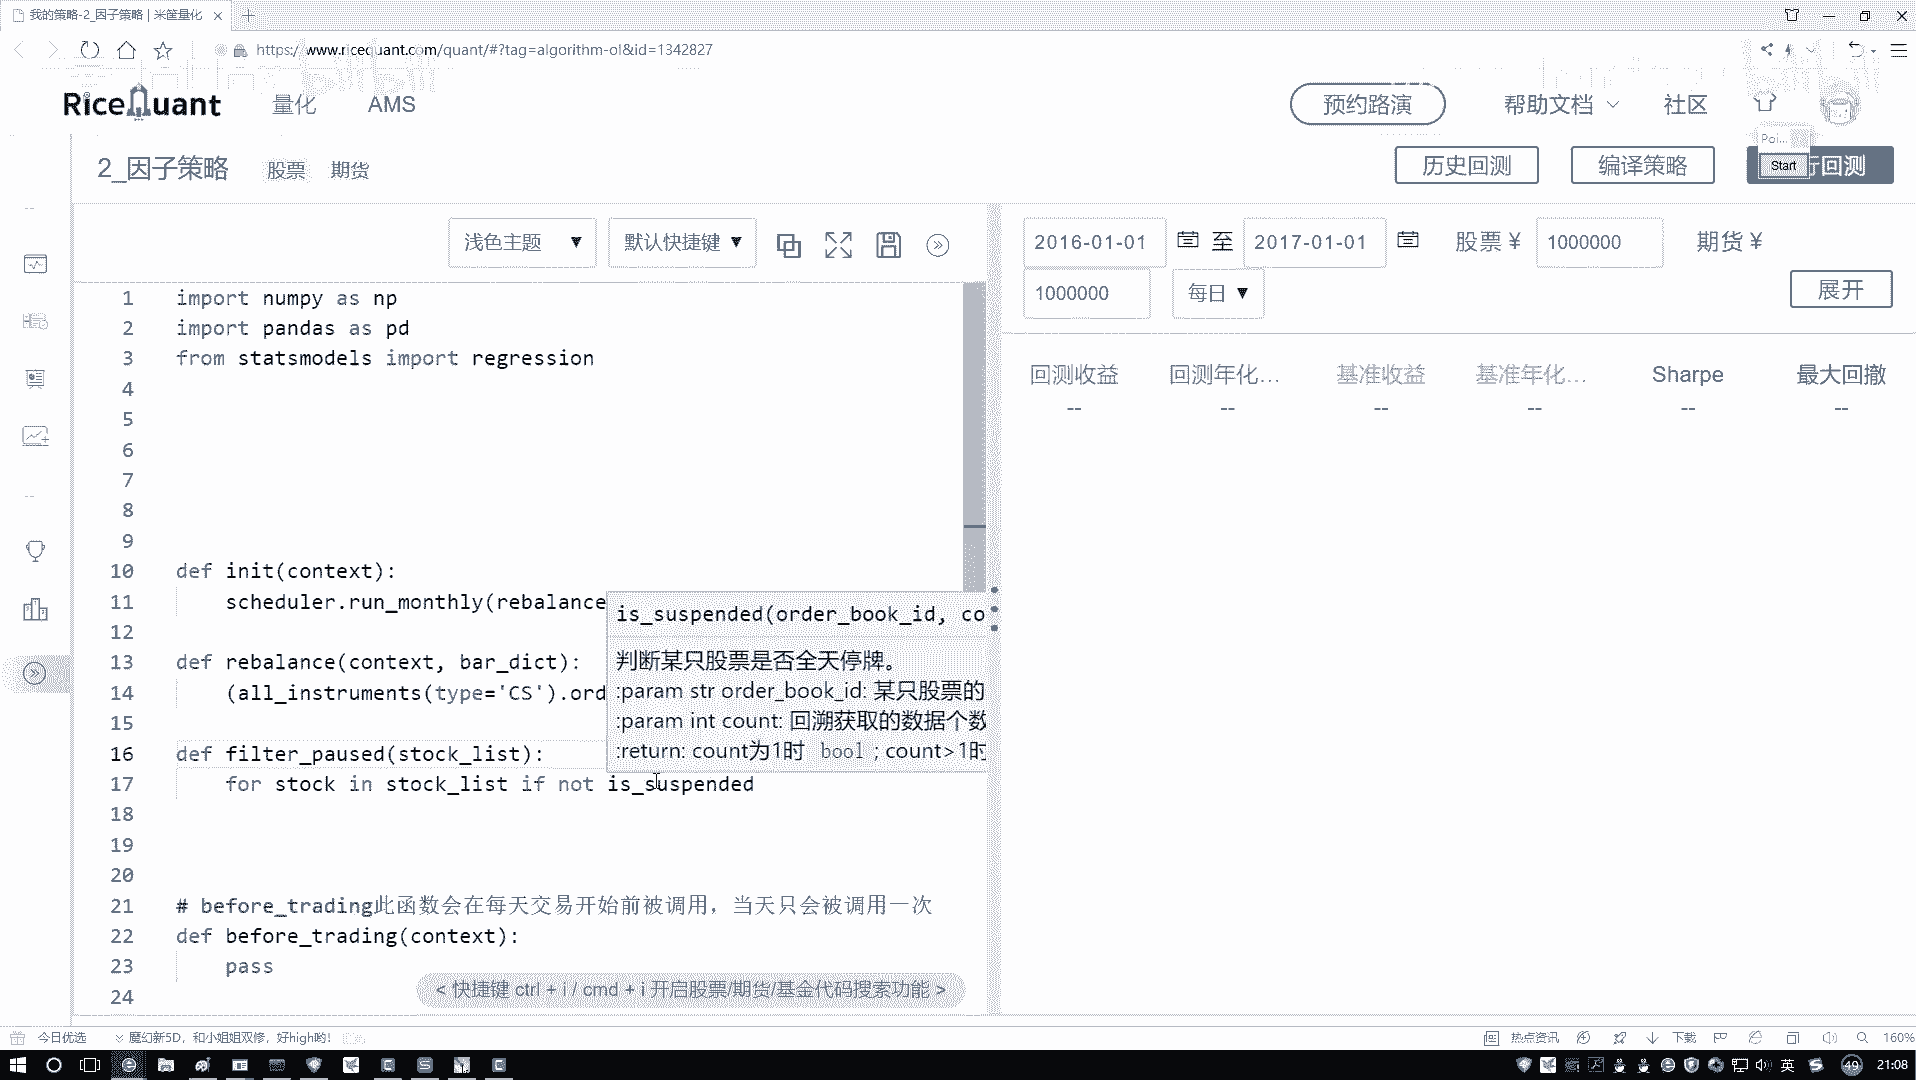 我的策略-2_因子策略 | 米筐量化
https://www.ricequant.com/quant/#?tag=algorithm-ol&id=1342827
RiceQuant 量化 AMS 预约路演 帮助文档 社区
Poi...
2_因子策略 股票 期货 历史回测 编译策略 Start 行回测
浅色主题 ▼ 默认快捷键 ▼
2016-01-01 至 2017-01-01 股票 ¥ 1000000 期货 ¥
1000000 每日 ▼ 展开
回测收益 回测年化... 基准收益 基准年化... Sharpe 最大回撤
-- -- -- -- -- --
1 import numpy as np
2 import pandas as pd
3 from statsmodels import regression
4
5
6
7
8
9
10 def init(context):
11 scheduler.run_monthly(rebalance
12
13 def rebalance(context, bar_dict):
14 (all_instruments(type='CS').ord
15
16 def filter_paused(stock_list):
17 for stock in stock_list if not is_suspended
18
19
20
21 # before_trading此函数会在每天交易开始前被调用，当天只会被调用一次
22 def before_trading(context):
23 pass
24
is_suspended(order_book_id, co
判断某只股票是否全天停牌。
:param str order_book_id: 某只股票的
:param int count: 回溯获取的数据个数
:return: count为1时 bool ; count>1时
< 快捷键 ctrl + i / cmd + i 开启股票/期货/基金代码搜索功能 >
今日优选 魔幻新5D，和小姐姐双修，好high哟! 热点资讯 下载 160%
英 49 21:08